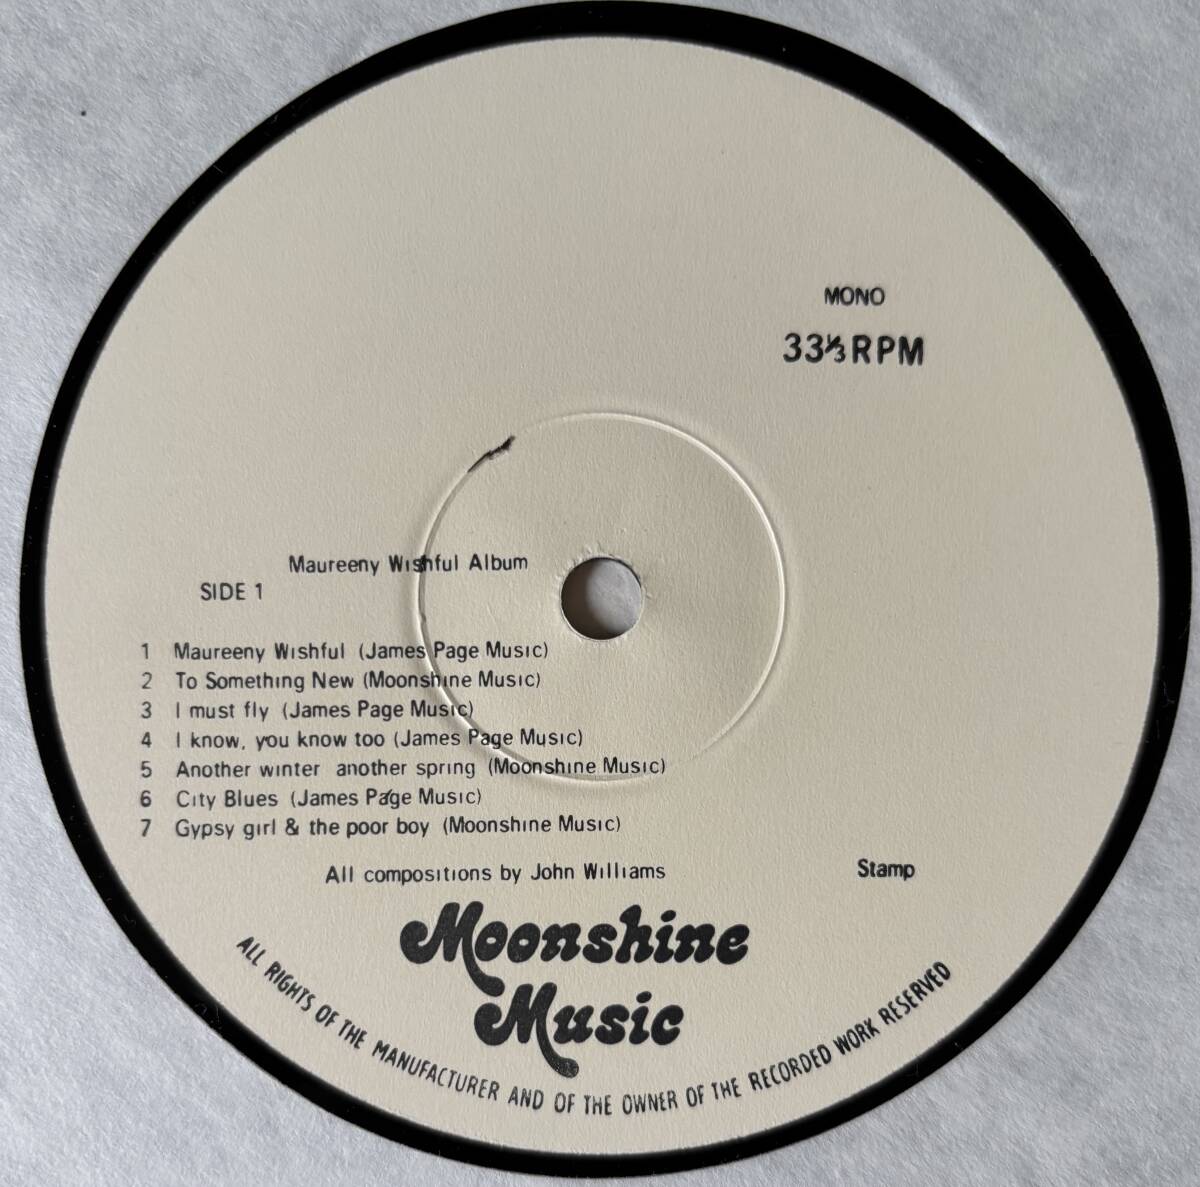 MONO
33⅓ RPM
Maureeny Wishful Album
SIDE 1
1 Maureeny Wishful (James Page Music)
2 To Something New (Moonshine Music)
3 I must fly (James Page Music)
4 I know, you know too (James Page Music)
5 Another winter another spring (Moonshine Music)
6 City Blues (James Page Music)
7 Gypsy girl & the poor boy (Moonshine Music)
All compositions by John Williams
Stamp
Moonshine
Music
ALL RIGHTS OF THE MANUFACTURER AND OF THE OWNER OF THE RECORDED WORK RESERVED